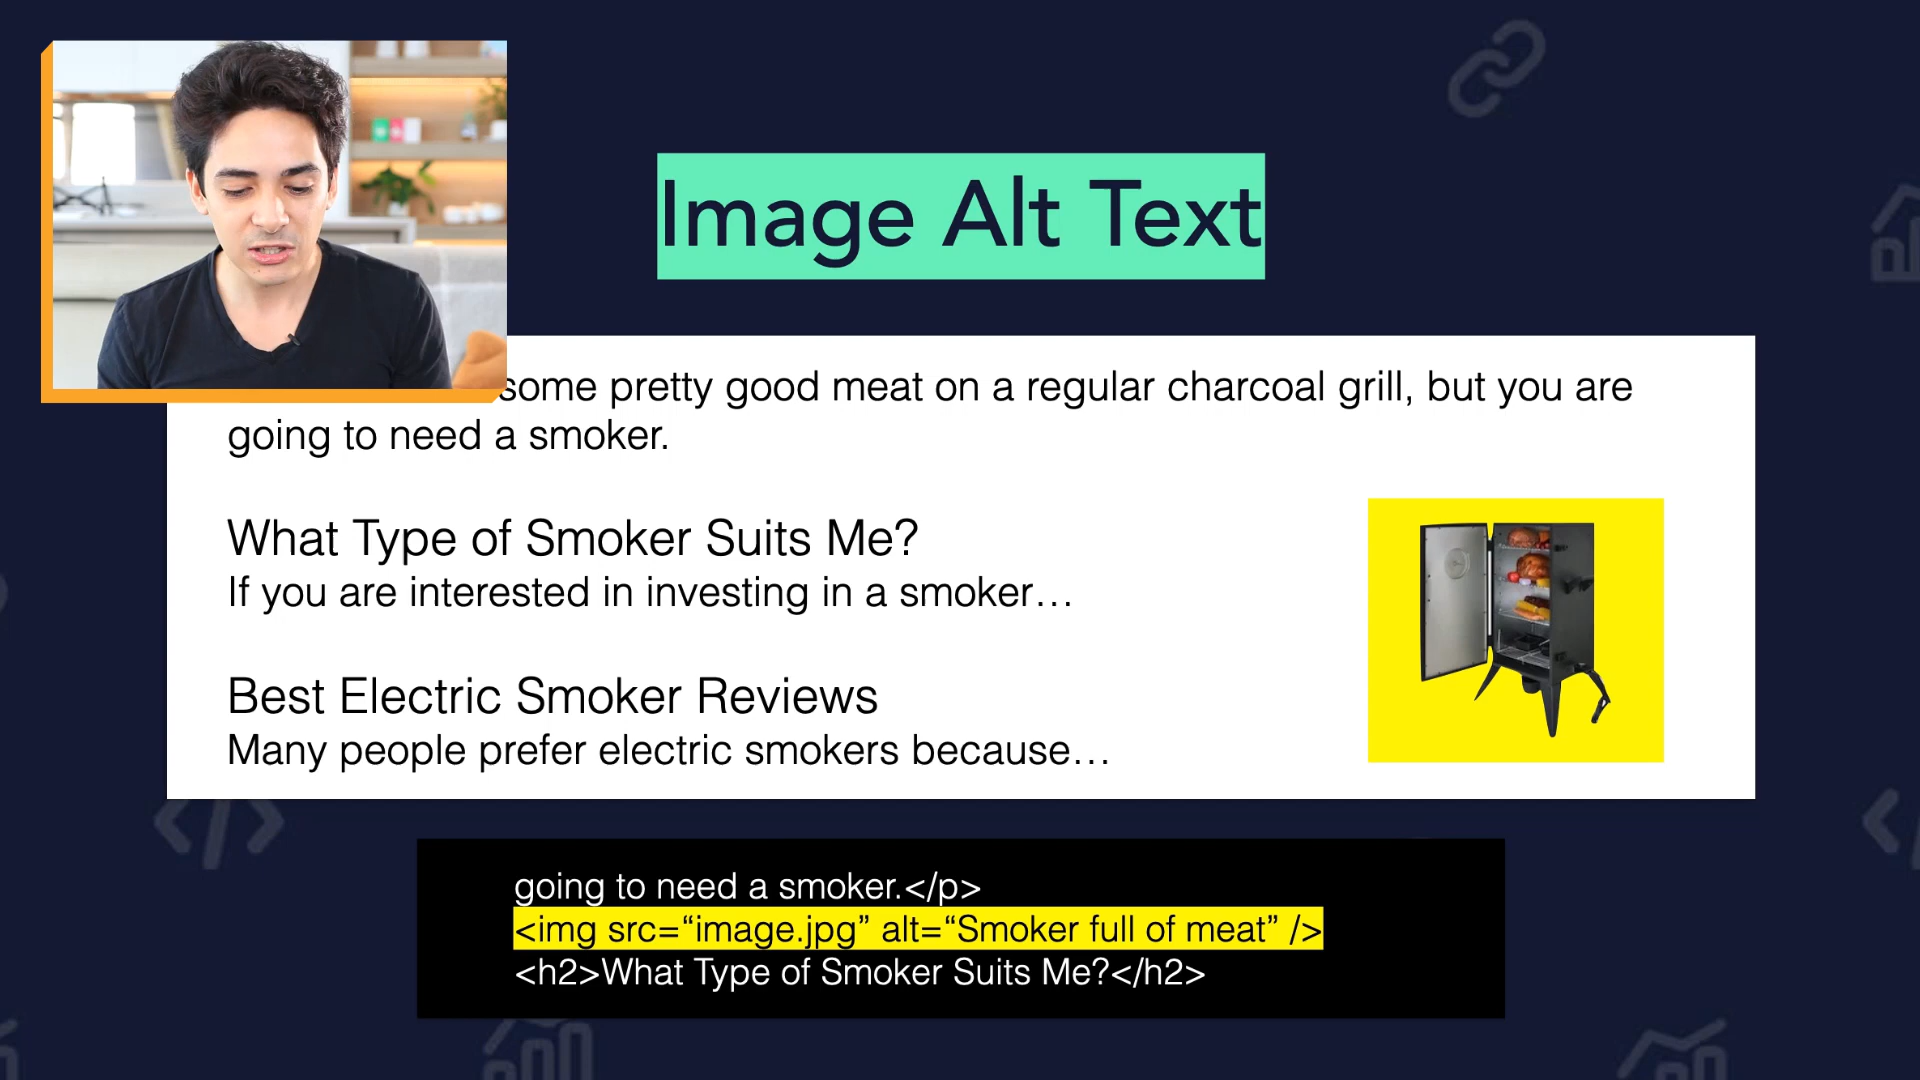 Image Alt Text
some pretty good meat on a regular charcoal grill, but you are
going to need a smoker.
What Type of Smoker Suits Me?
If you are interested in investing in a smoker…
Best Electric Smoker Reviews
Many people prefer electric smokers because…
going to need a smoker.</p>
<img src=“image.jpg” alt=“Smoker full of meat” />
<h2>What Type of Smoker Suits Me?</h2>